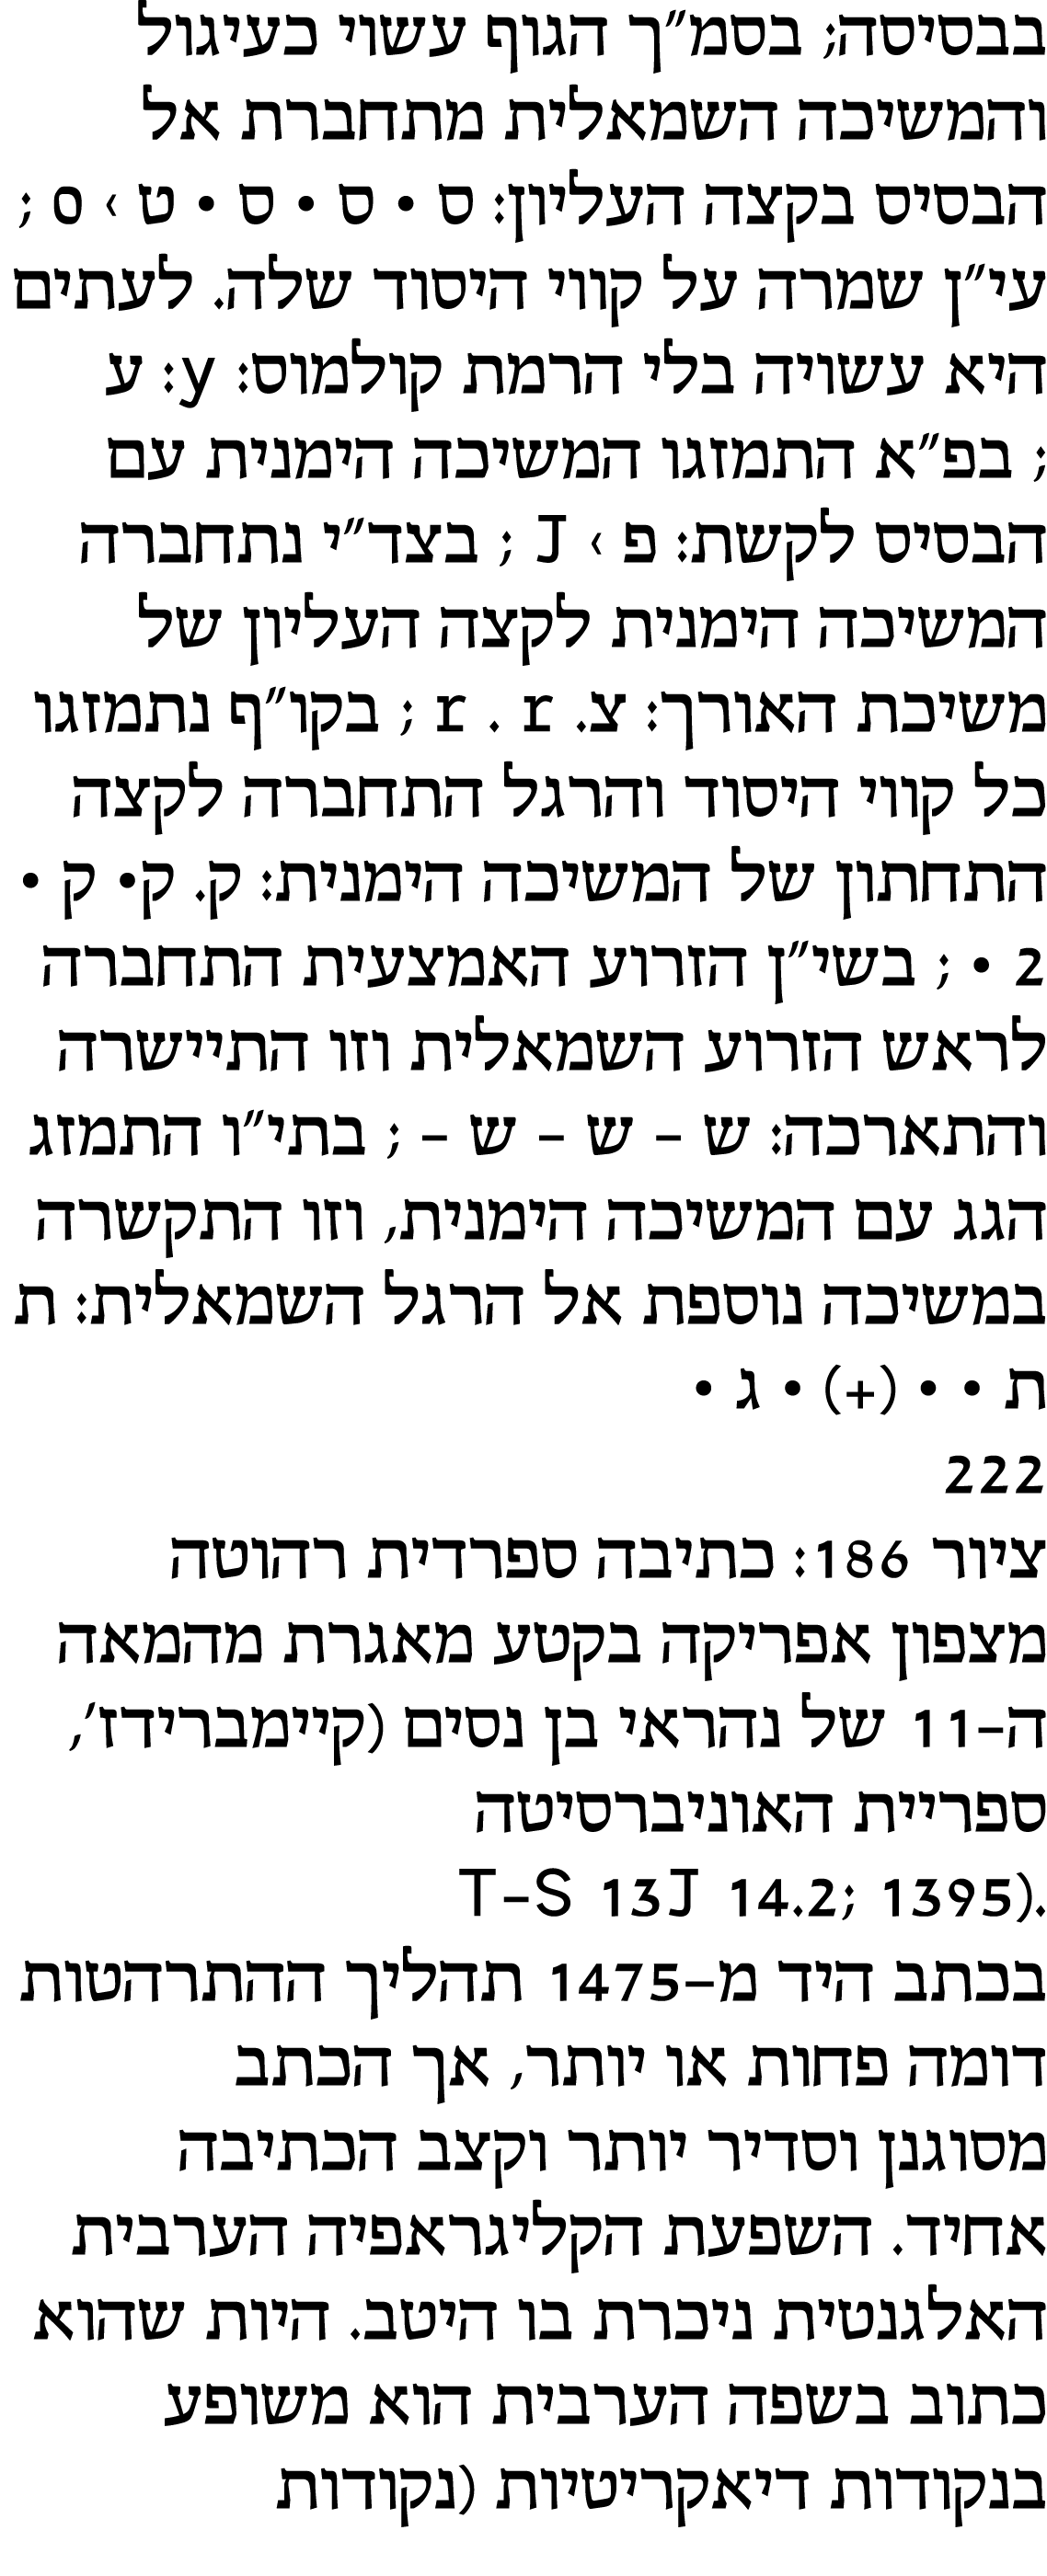 בבסיסה; בסמ״ך הגוף עשוי כעיגול
והמשיכה השמאלית מתחברת אל
הבסיס בקצה העליון: ס • ס • ס • ט › o ;
עי״ן שמרה על קווי היסוד שלה. לעתים
היא עשויה בלי הרמת קולמוס: y: ע
; בפ״א התמזגו המשיכה הימנית עם
הבסיס לקשת: פ › J ; בצד״י נתחברה
המשיכה הימנית לקצה העליון של
משיכת האורך: צ. r . r ; בקו״ף נתמזגו
כל קווי היסוד והרגל התחברה לקצה
התחתון של המשיכה הימנית: ק. ק• ק •
2 • ; בשי״ן הזרוע האמצעית התחברה
לראש הזרוע השמאלית וזו התיישרה
והתארכה: ש – ש – ש – ; בתי״ו התמזג
הגג עם המשיכה הימנית, וזו התקשרה
במשיכה נוספת אל הרגל השמאלית: ת
ת • • (+) • ג •
222
ציור 186: כתיבה ספרדית רהוטה
מצפון אפריקה בקטע מאגרת מהמאה
ה–11 של נהראי בן נסים (קיימברידז׳,
ספריית האוניברסיטה
T–S 13J 14.2; 1395).
בכתב היד מ–1475 תהליך ההתרהטות
דומה פחות או יותר, אך הכתב
מסוגנן וסדיר יותר וקצב הכתיבה
אחיד. השפעת הקליגראפיה הערבית
האלגנטית ניכרת בו היטב. היות שהוא
כתוב בשפה הערבית הוא משופע
בנקודות דיאקריטיות (נקודות